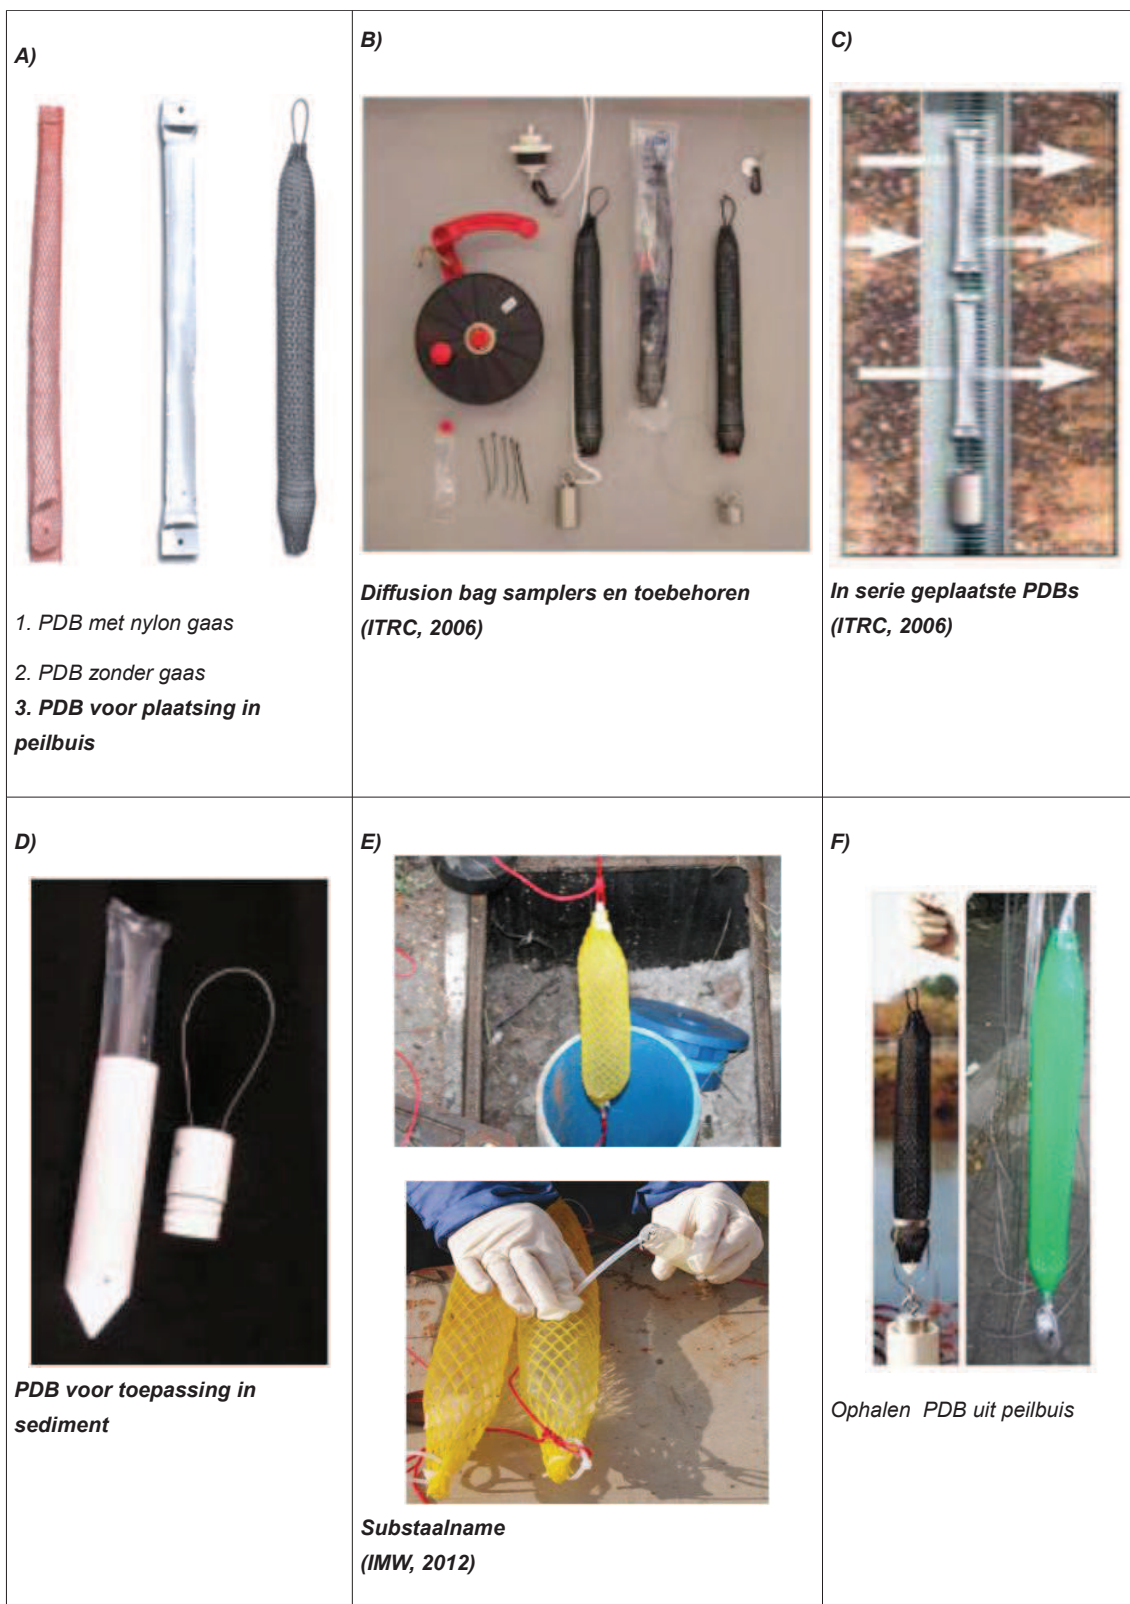 A)
1. PDB met nylon gaas
2. PDB zonder gaas
3. PDB voor plaatsing in
peilbuis
B)
Diffusion bag samplers en toebehoren
(ITRC, 2006)
C)
In serie geplaatste PDBs
(ITRC, 2006)
D)
PDB voor toepassing in
sediment
E)
Substaalname
(IMW, 2012)
F)
Ophalen PDB uit peilbuis